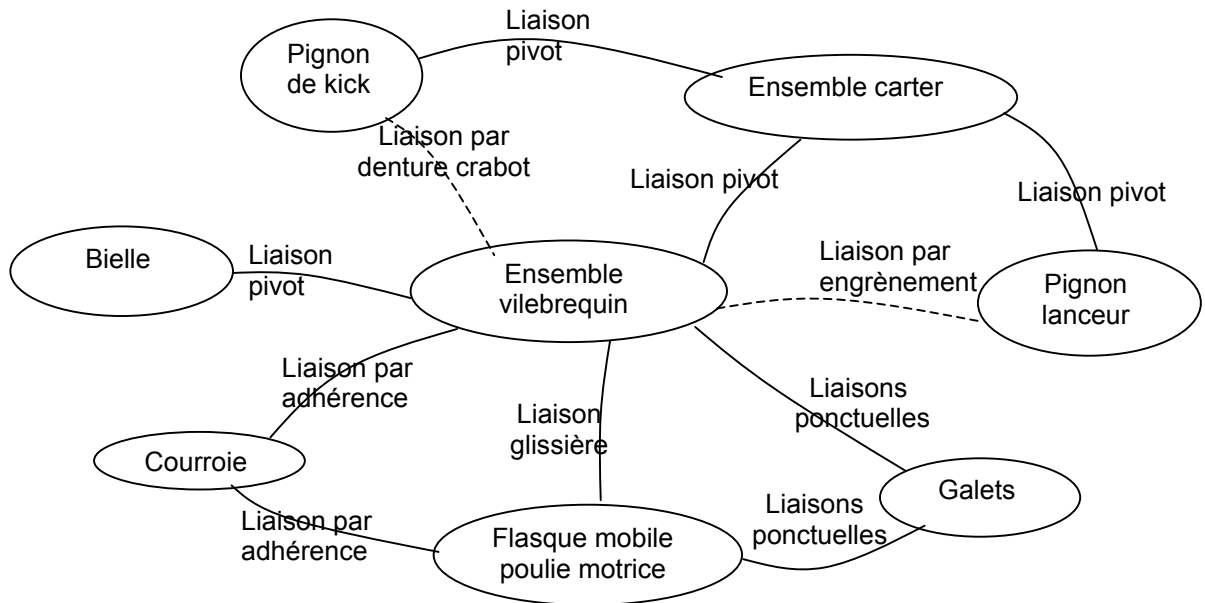 Liaison
pivot
Pignon
de kick
Ensemble carter
Liaison par
denture crabot
Liaison pivot
Liaison pivot
Bielle
Liaison
pivot
Ensemble
vilebrequin
Liaison par
engrènement
Pignon
lanceur
Liaison par
adhérence
Liaison
glissière
Liaisons
ponctuelles
Courroie
Galets
Liaison par
adhérence
Flasque mobile
poulie motrice
Liaisons
ponctuelles